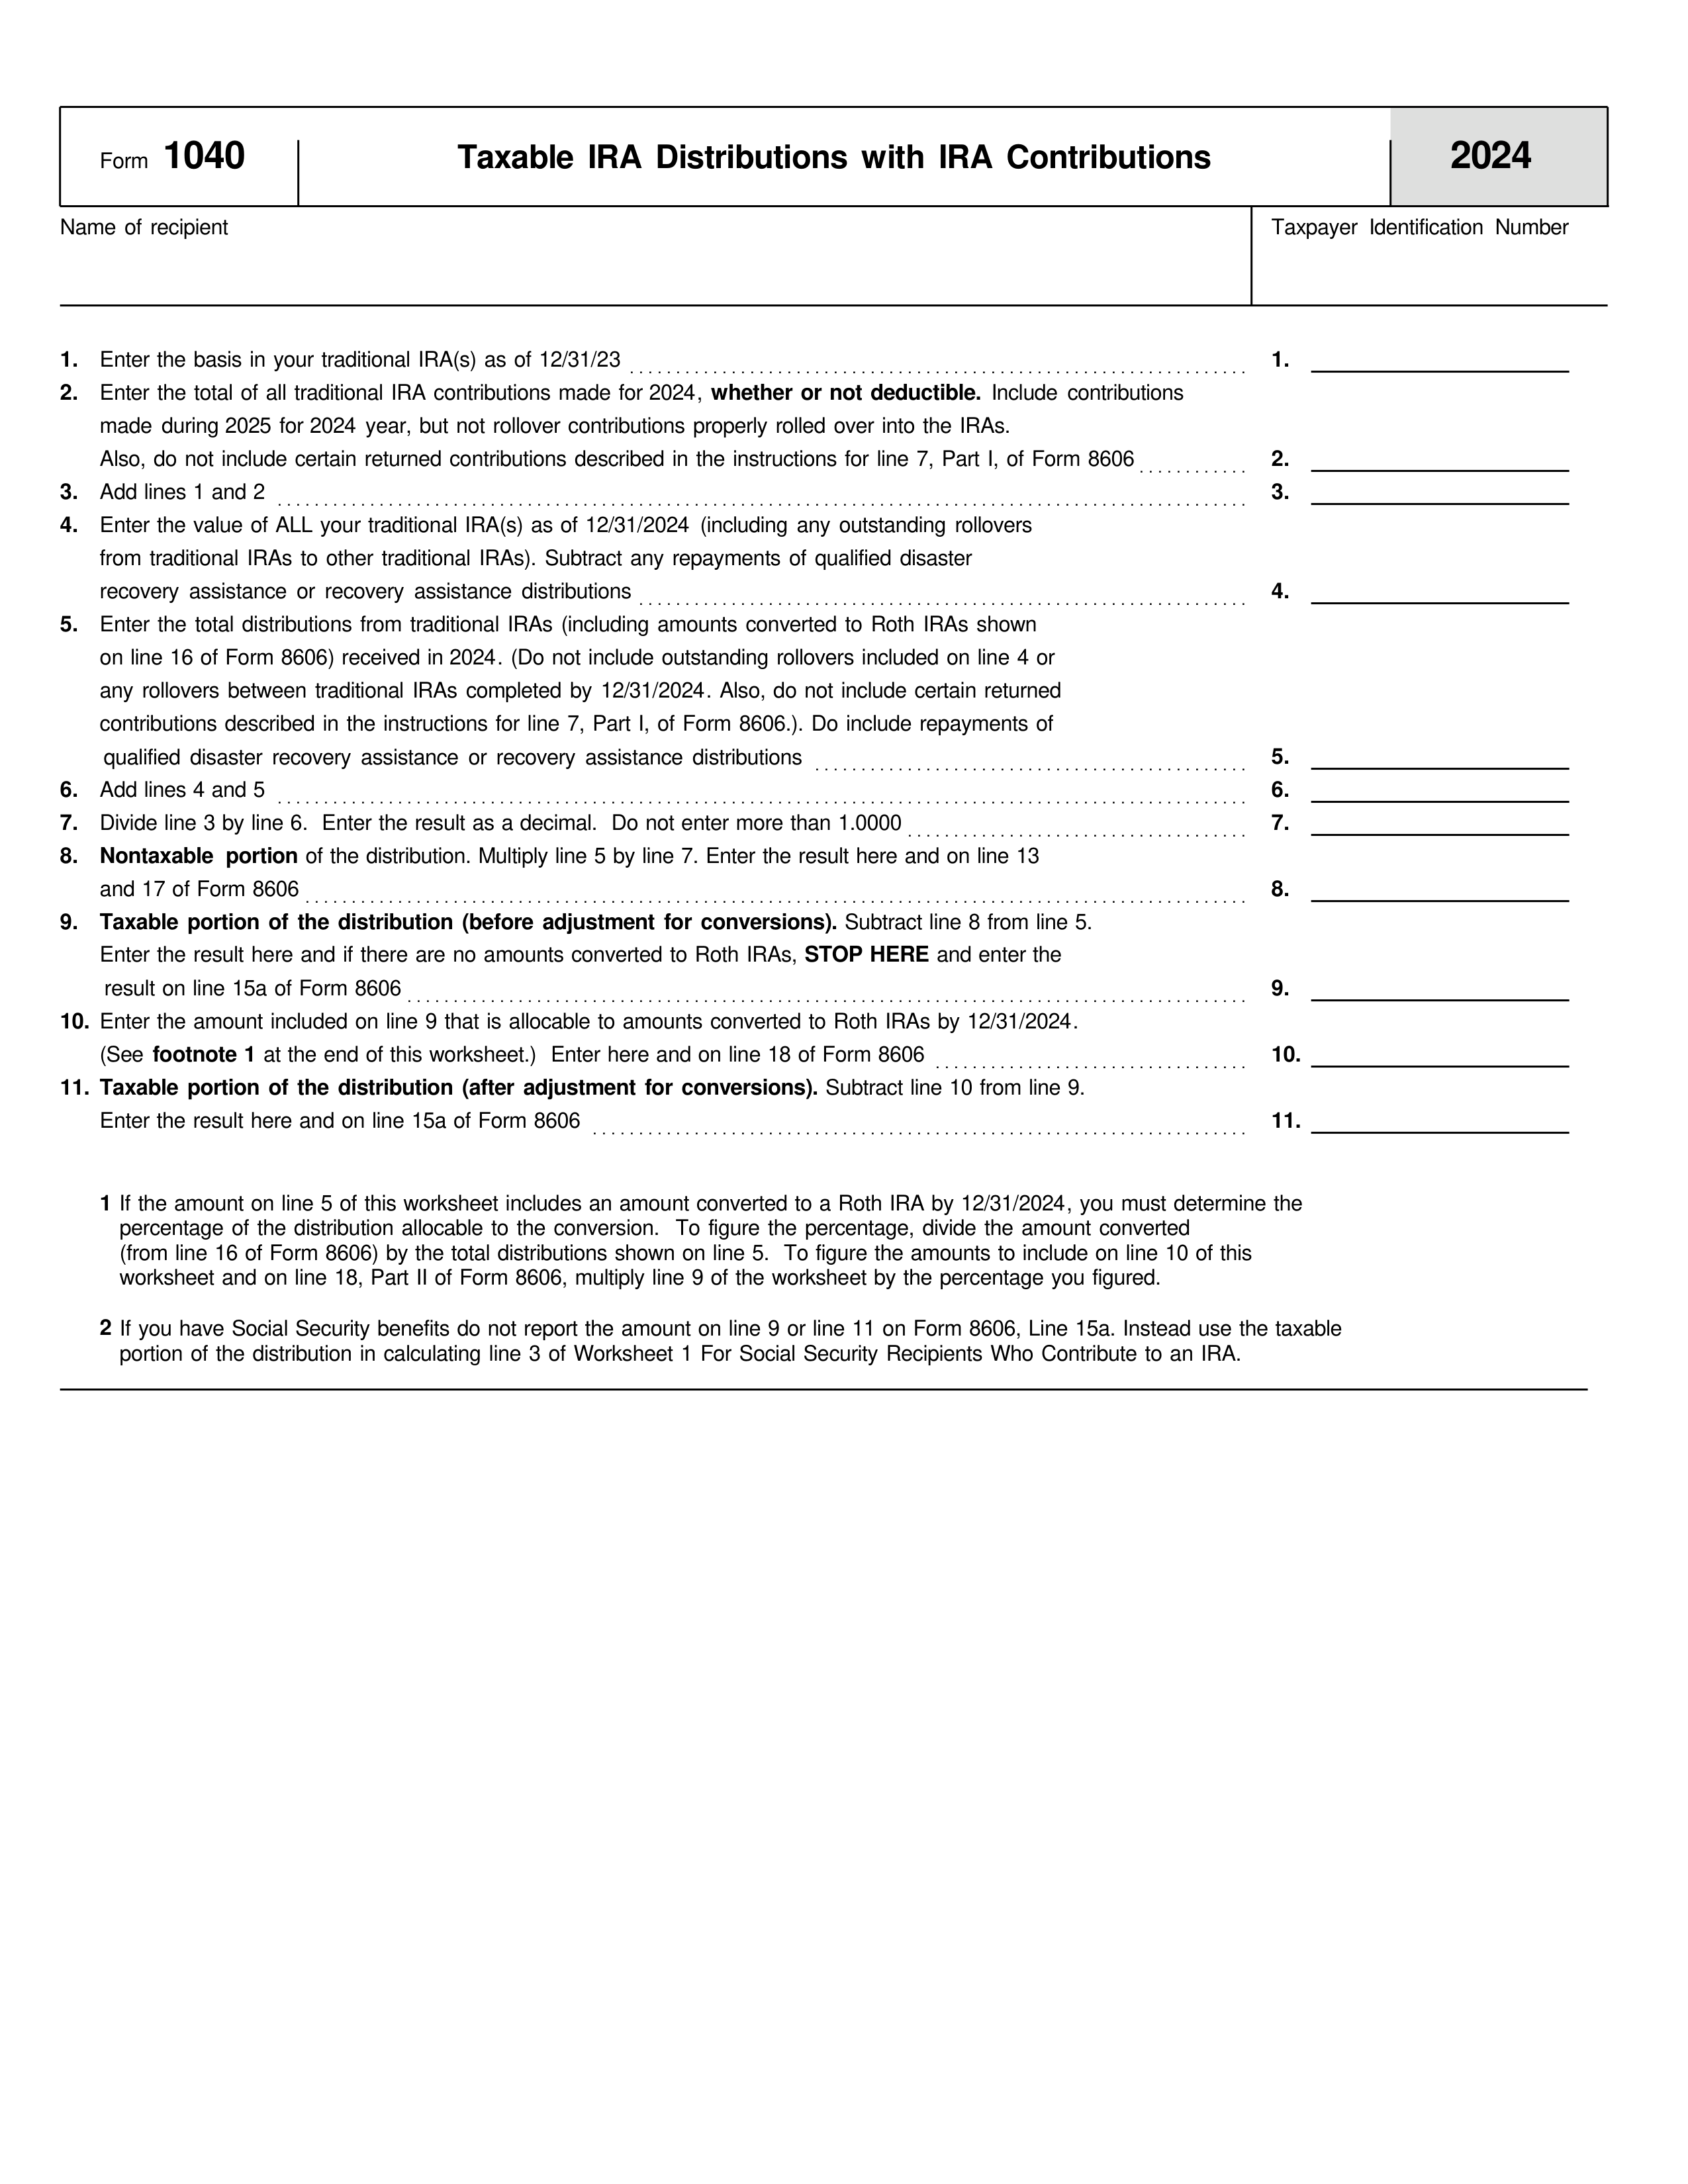 Form 1040
Taxable IRA Distributions with IRA Contributions
2024
Name of recipient
Taxpayer Identification Number
1. Enter the basis in your traditional IRA(s) as of 12/31/23 1.
2. Enter the total of all traditional IRA contributions made for 2024, whether or not deductible. Include contributions
made during 2025 for 2024 year, but not rollover contributions properly rolled over into the IRAs.
Also, do not include certain returned contributions described in the instructions for line 7, Part I, of Form 8606 2.
3. Add lines 1 and 2 3.
4. Enter the value of ALL your traditional IRA(s) as of 12/31/2024 (including any outstanding rollovers
from traditional IRAs to other traditional IRAs). Subtract any repayments of qualified disaster
recovery assistance or recovery assistance distributions 4.
5. Enter the total distributions from traditional IRAs (including amounts converted to Roth IRAs shown
on line 16 of Form 8606) received in 2024. (Do not include outstanding rollovers included on line 4 or
any rollovers between traditional IRAs completed by 12/31/2024. Also, do not include certain returned
contributions described in the instructions for line 7, Part I, of Form 8606.). Do include repayments of
qualified disaster recovery assistance or recovery assistance distributions 5.
6. Add lines 4 and 5 6.
7. Divide line 3 by line 6. Enter the result as a decimal. Do not enter more than 1.0000 7.
8. Nontaxable portion of the distribution. Multiply line 5 by line 7. Enter the result here and on line 13
and 17 of Form 8606 8.
9. Taxable portion of the distribution (before adjustment for conversions). Subtract line 8 from line 5.
Enter the result here and if there are no amounts converted to Roth IRAs, STOP HERE and enter the
result on line 15a of Form 8606 9.
10. Enter the amount included on line 9 that is allocable to amounts converted to Roth IRAs by 12/31/2024.
(See footnote 1 at the end of this worksheet.) Enter here and on line 18 of Form 8606 10.
11. Taxable portion of the distribution (after adjustment for conversions). Subtract line 10 from line 9.
Enter the result here and on line 15a of Form 8606 11.
1 If the amount on line 5 of this worksheet includes an amount converted to a Roth IRA by 12/31/2024, you must determine the
percentage of the distribution allocable to the conversion. To figure the percentage, divide the amount converted
(from line 16 of Form 8606) by the total distributions shown on line 5. To figure the amounts to include on line 10 of this
worksheet and on line 18, Part II of Form 8606, multiply line 9 of the worksheet by the percentage you figured.
2 If you have Social Security benefits do not report the amount on line 9 or line 11 on Form 8606, Line 15a. Instead use the taxable
portion of the distribution in calculating line 3 of Worksheet 1 For Social Security Recipients Who Contribute to an IRA.